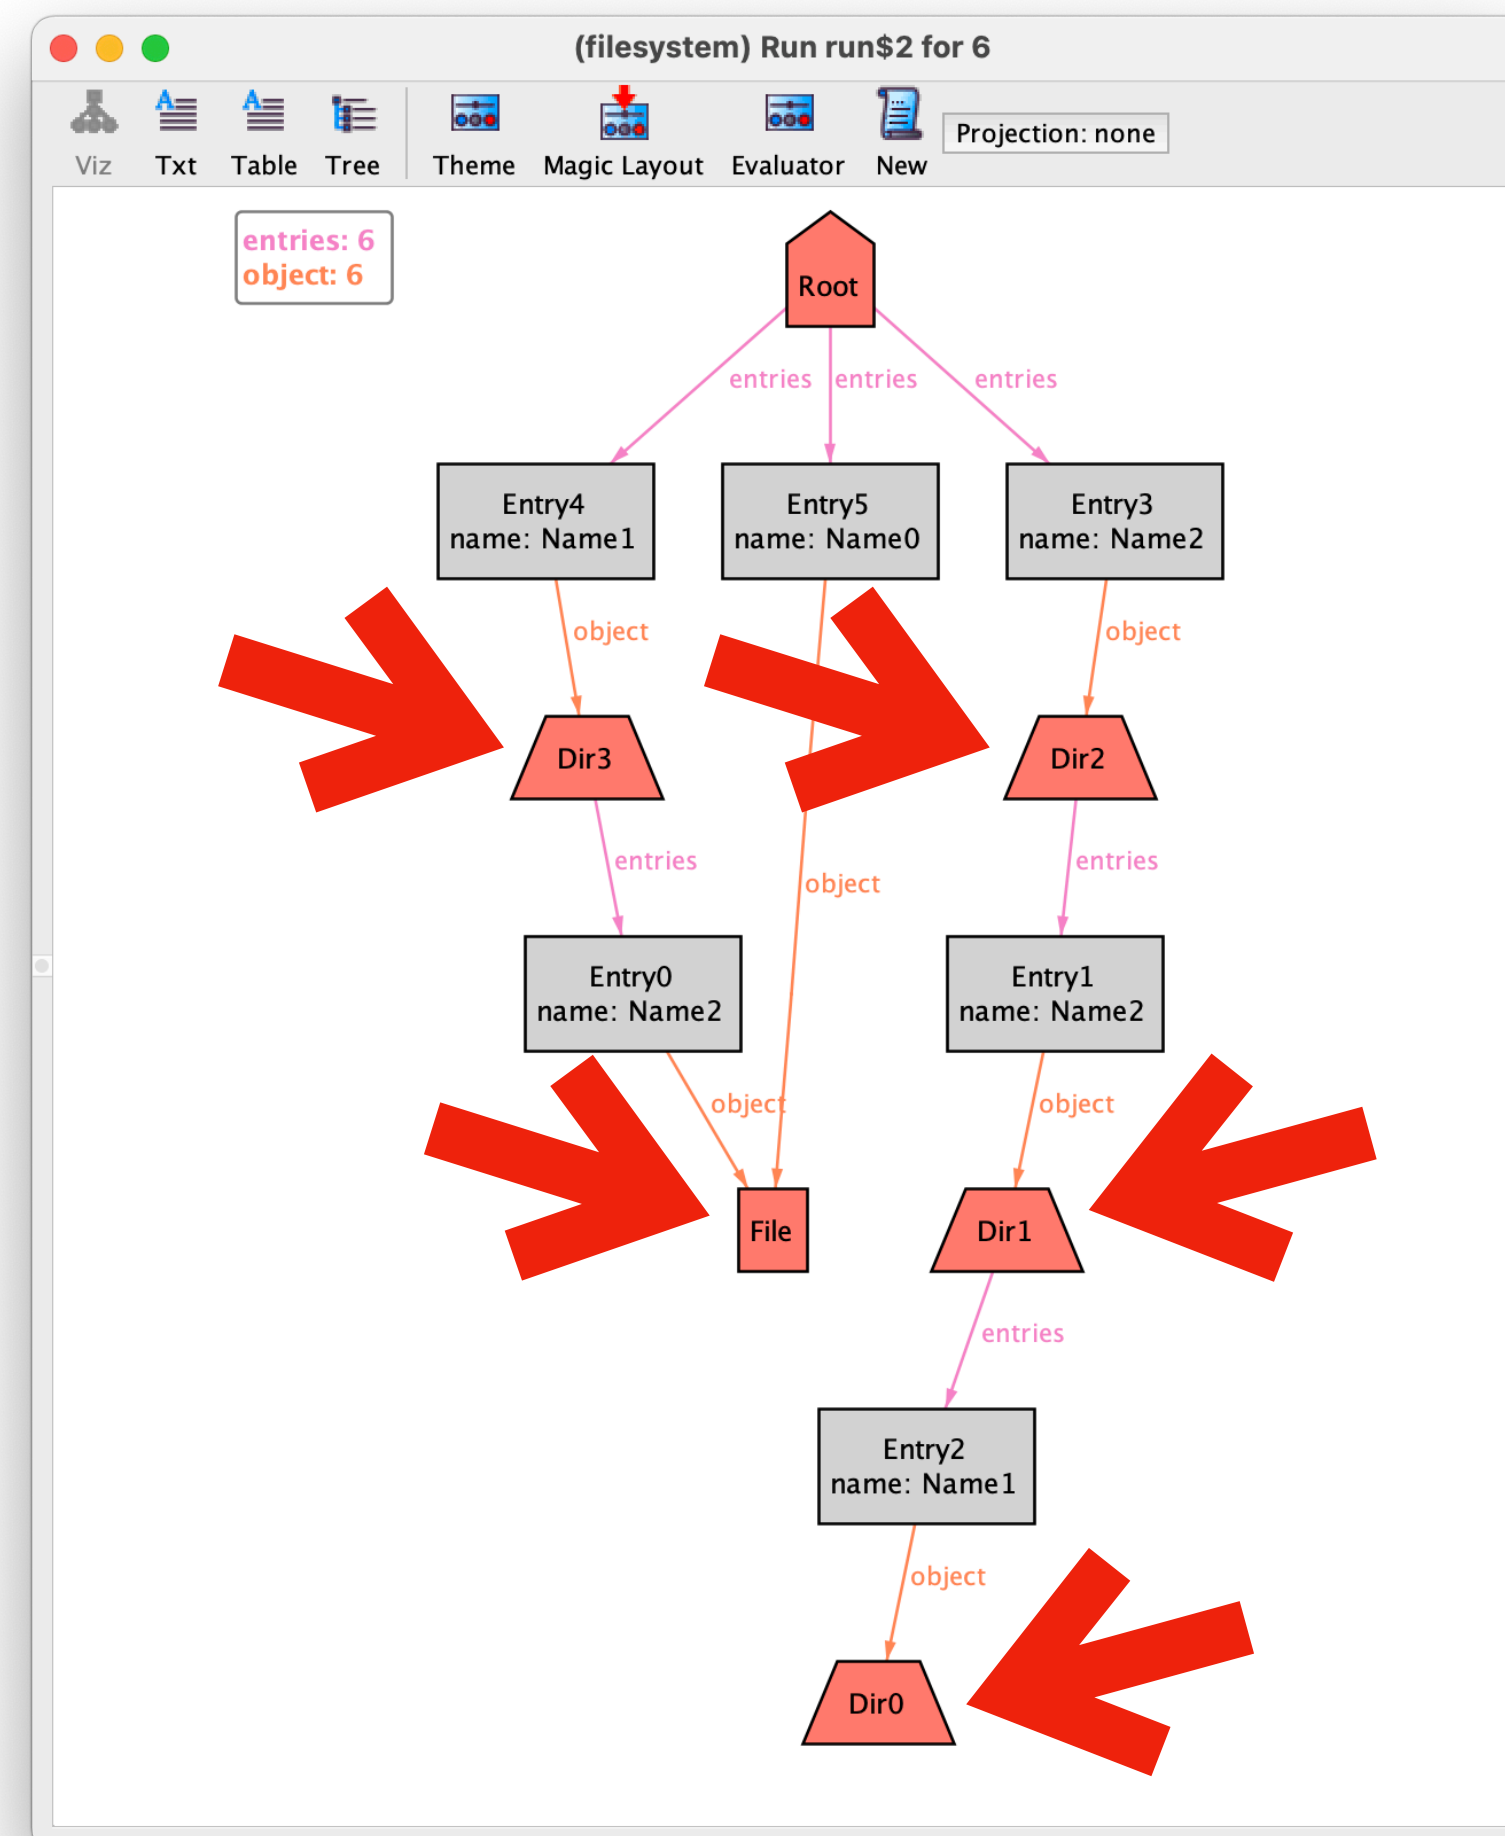 (filesystem) Run run$2 for 6
Viz Txt Table Tree Theme Magic Layout Evaluator New Projection: none
entries: 6
object: 6
Root
entries entries entries
Entry4
name: Name1
Entry5
name: Name0
Entry3
name: Name2
object
object
Dir3
Dir2
entries
entries
object
Entry0
name: Name2
Entry1
name: Name2
object
object
File
Dir1
entries
Entry2
name: Name1
object
Dir0